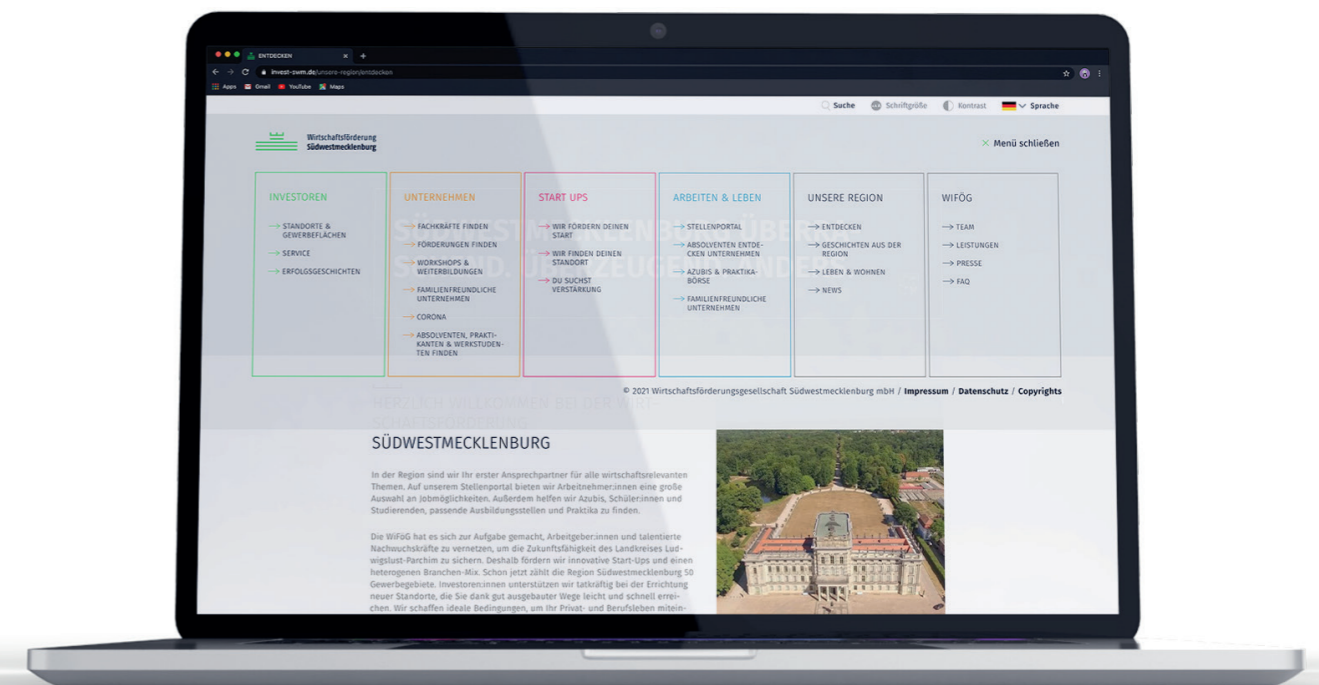 ENTDECKEN
invest-swm.de/unsere-region/entdecken
Apps Gmail YouTube Maps
Suche Schriftgröße Kontrast Sprache
Wirtschaftsförderung
Südwestmecklenburg
Menü schließen
INVESTOREN
STANDORTE &
GEWERBEFLÄCHEN
SERVICE
ERFOLGSGESCHICHTEN
UNTERNEHMEN
FACHKRÄFTE FINDEN
FÖRDERUNGEN FINDEN
WORKSHOPS &
WEITERBILDUNGEN
FAMILIENFREUNDLICHE
UNTERNEHMEN
CORONA
ABSOLVENTEN, PRAKTI-
KANTEN & WERKSTUDEN-
TEN FINDEN
START UPS
WIR FÖRDERN DEINEN
START
WIR FINDEN DEINEN
STANDORT
DU SUCHST
VERSTÄRKUNG
ARBEITEN & LEBEN
STELLENPORTAL
ABSOLVENTEN ENTDE-
CKEN UNTERNEHMEN
AZUBIS & PRAKTIKA-
BÖRSE
FAMILIENFREUNDLICHE
UNTERNEHMEN
UNSERE REGION
ENTDECKEN
GESCHICHTEN AUS DER
REGION
LEBEN & WOHNEN
NEWS
WIFÖG
TEAM
LEISTUNGEN
PRESSE
FAQ
SÜDWESTMECKLENBURG ÜBERRA-
ÜBERZEUGEND. ANDERS
© 2021 Wirtschaftsförderungsgesellschaft Südwestmecklenburg mbH / Impressum / Datenschutz / Copyrights
HERZLICH WILLKOMMEN BEI DER WIRT-
SCHAFTSFÖRDERUNG
SÜDWESTMECKLENBURG
In der Region sind wir Ihr erster Ansprechpartner für alle wirtschaftsrelevanten
Themen. Auf unserem Stellenportal bieten wir Arbeitnehmer:innen eine große
Auswahl an Jobmöglichkeiten. Außerdem helfen wir Azubis, Schüler:innen und
Studierenden, passende Ausbildungsstellen und Praktika zu finden.
Die WiFöG hat es sich zur Aufgabe gemacht, Arbeitgeber:innen und talentierte
Nachwuchskräfte zu vernetzen, um die Zukunftsfähigkeit des Landkreises Lud-
wigslust-Parchim zu sichern. Deshalb fördern wir innovative Start-Ups und einen
heterogenen Branchen-Mix. Schon jetzt zählt die Region Südwestmecklenburg 50
Gewerbegebiete. Investoren:innen unterstützen wir tatkräftig bei der Errichtung
neuer Standorte, die Sie dank gut ausgebauter Wege leicht und schnell errei-
chen. Wir schaffen ideale Bedingungen, um Ihr Privat- und Berufsleben mitein-